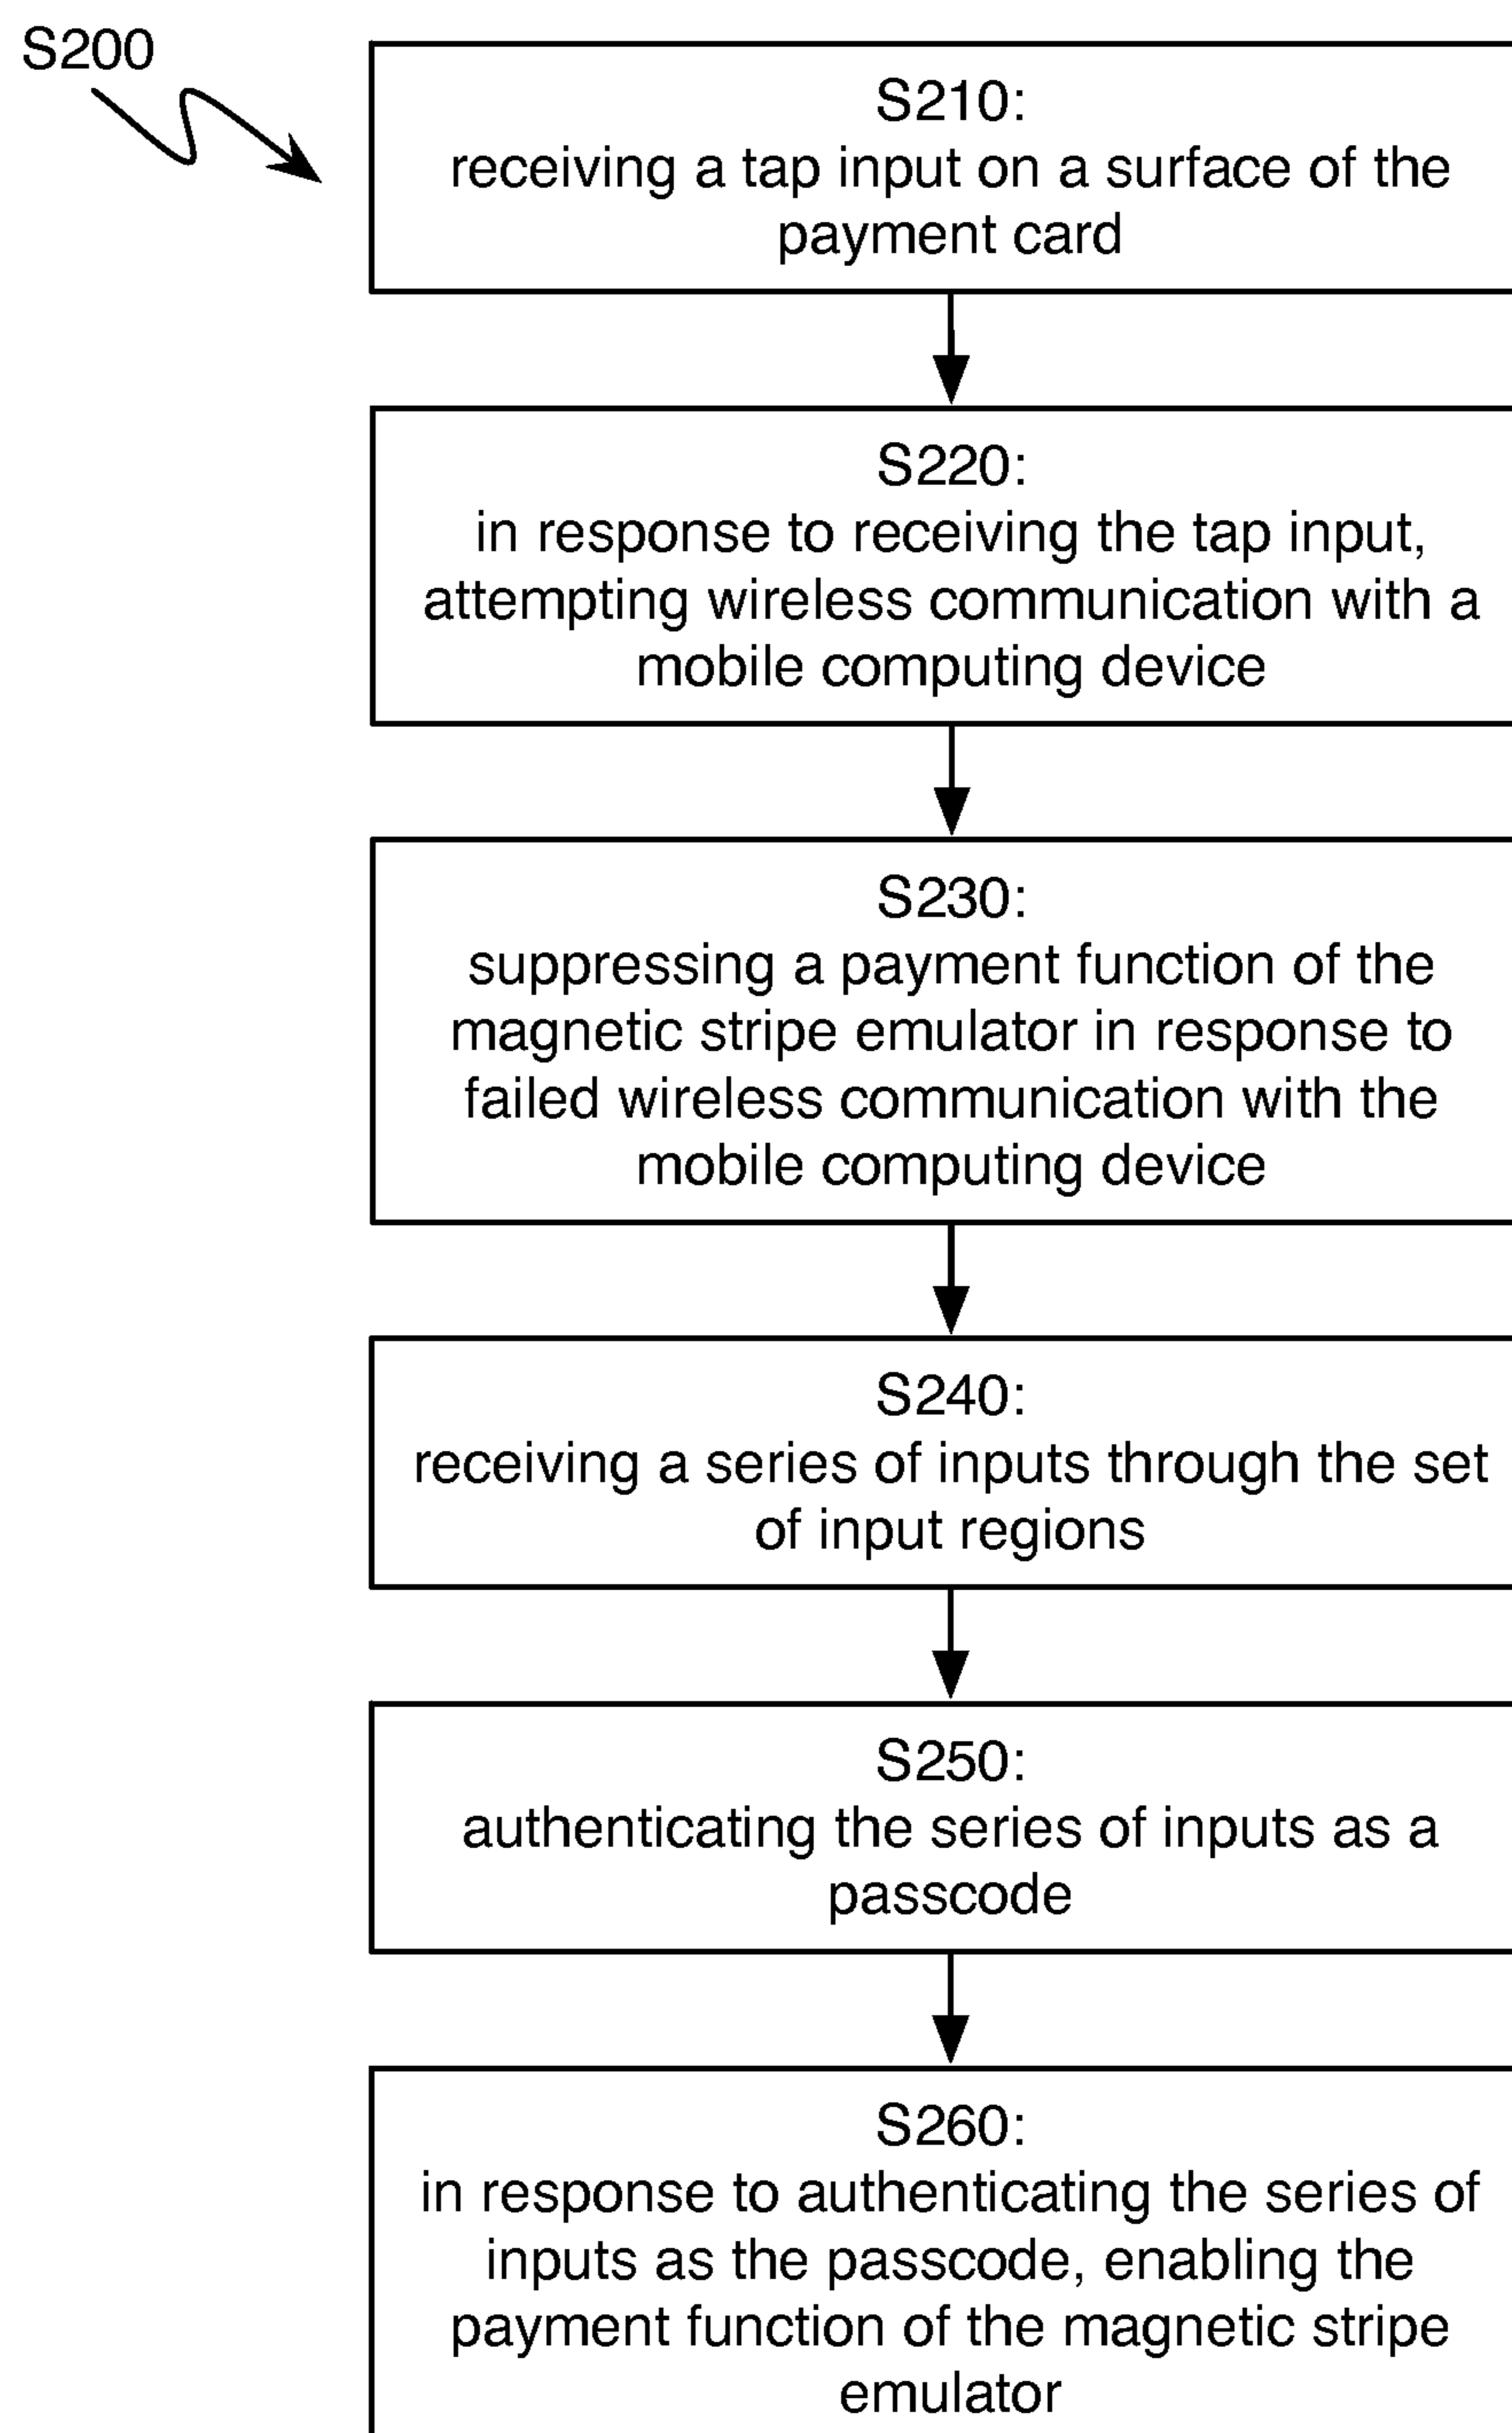 S200
S210:
receiving a tap input on a surface of the
payment card
S220:
in response to receiving the tap input,
attempting wireless communication with a
mobile computing device
S230:
suppressing a payment function of the
magnetic stripe emulator in response to
failed wireless communication with the
mobile computing device
S240:
receiving a series of inputs through the set
of input regions
S250:
authenticating the series of inputs as a
passcode
S260:
in response to authenticating the series of
inputs as the passcode, enabling the
payment function of the magnetic stripe
emulator